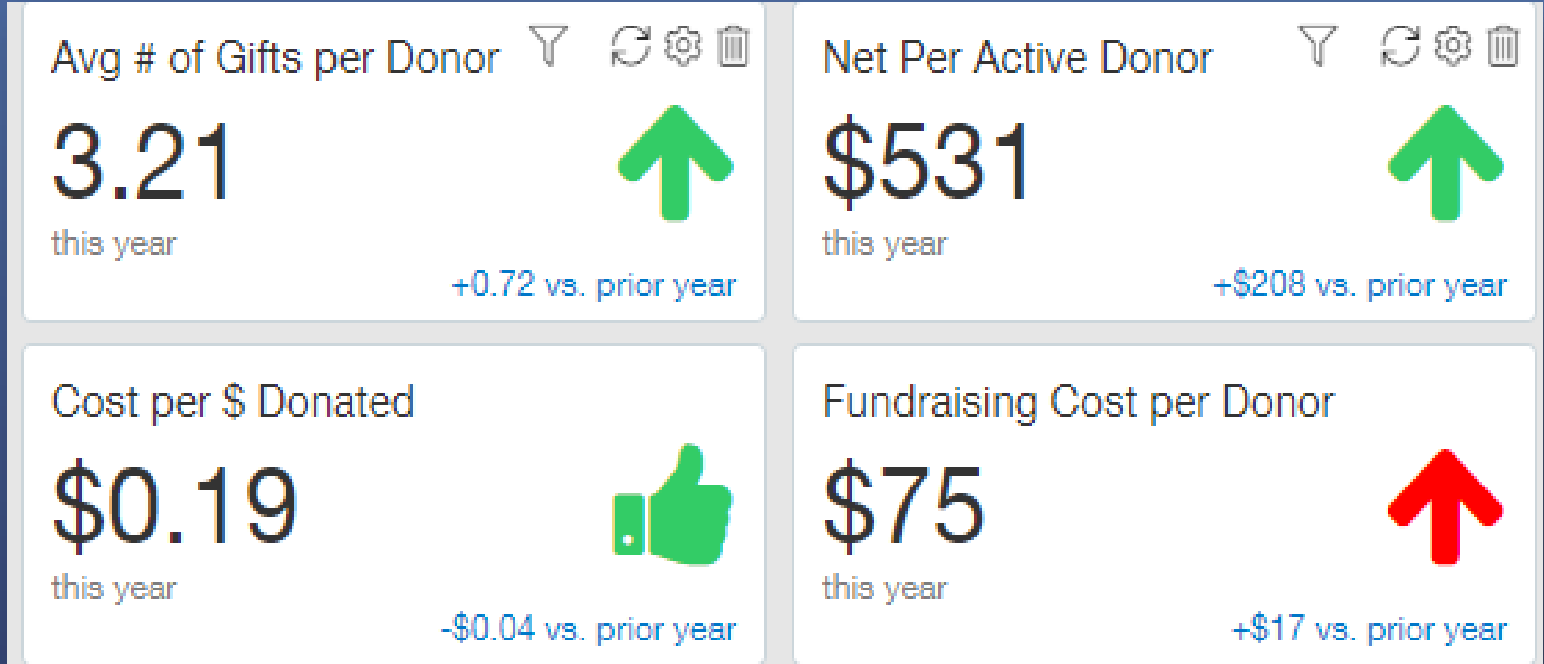 Avg # of Gifts per Donor
3.21
this year
+0.72 vs. prior year
Net Per Active Donor
$531
this year
+$208 vs. prior year
Cost per $ Donated
$0.19
this year
-$0.04 vs. prior year
Fundraising Cost per Donor
$75
this year
+$17 vs. prior year